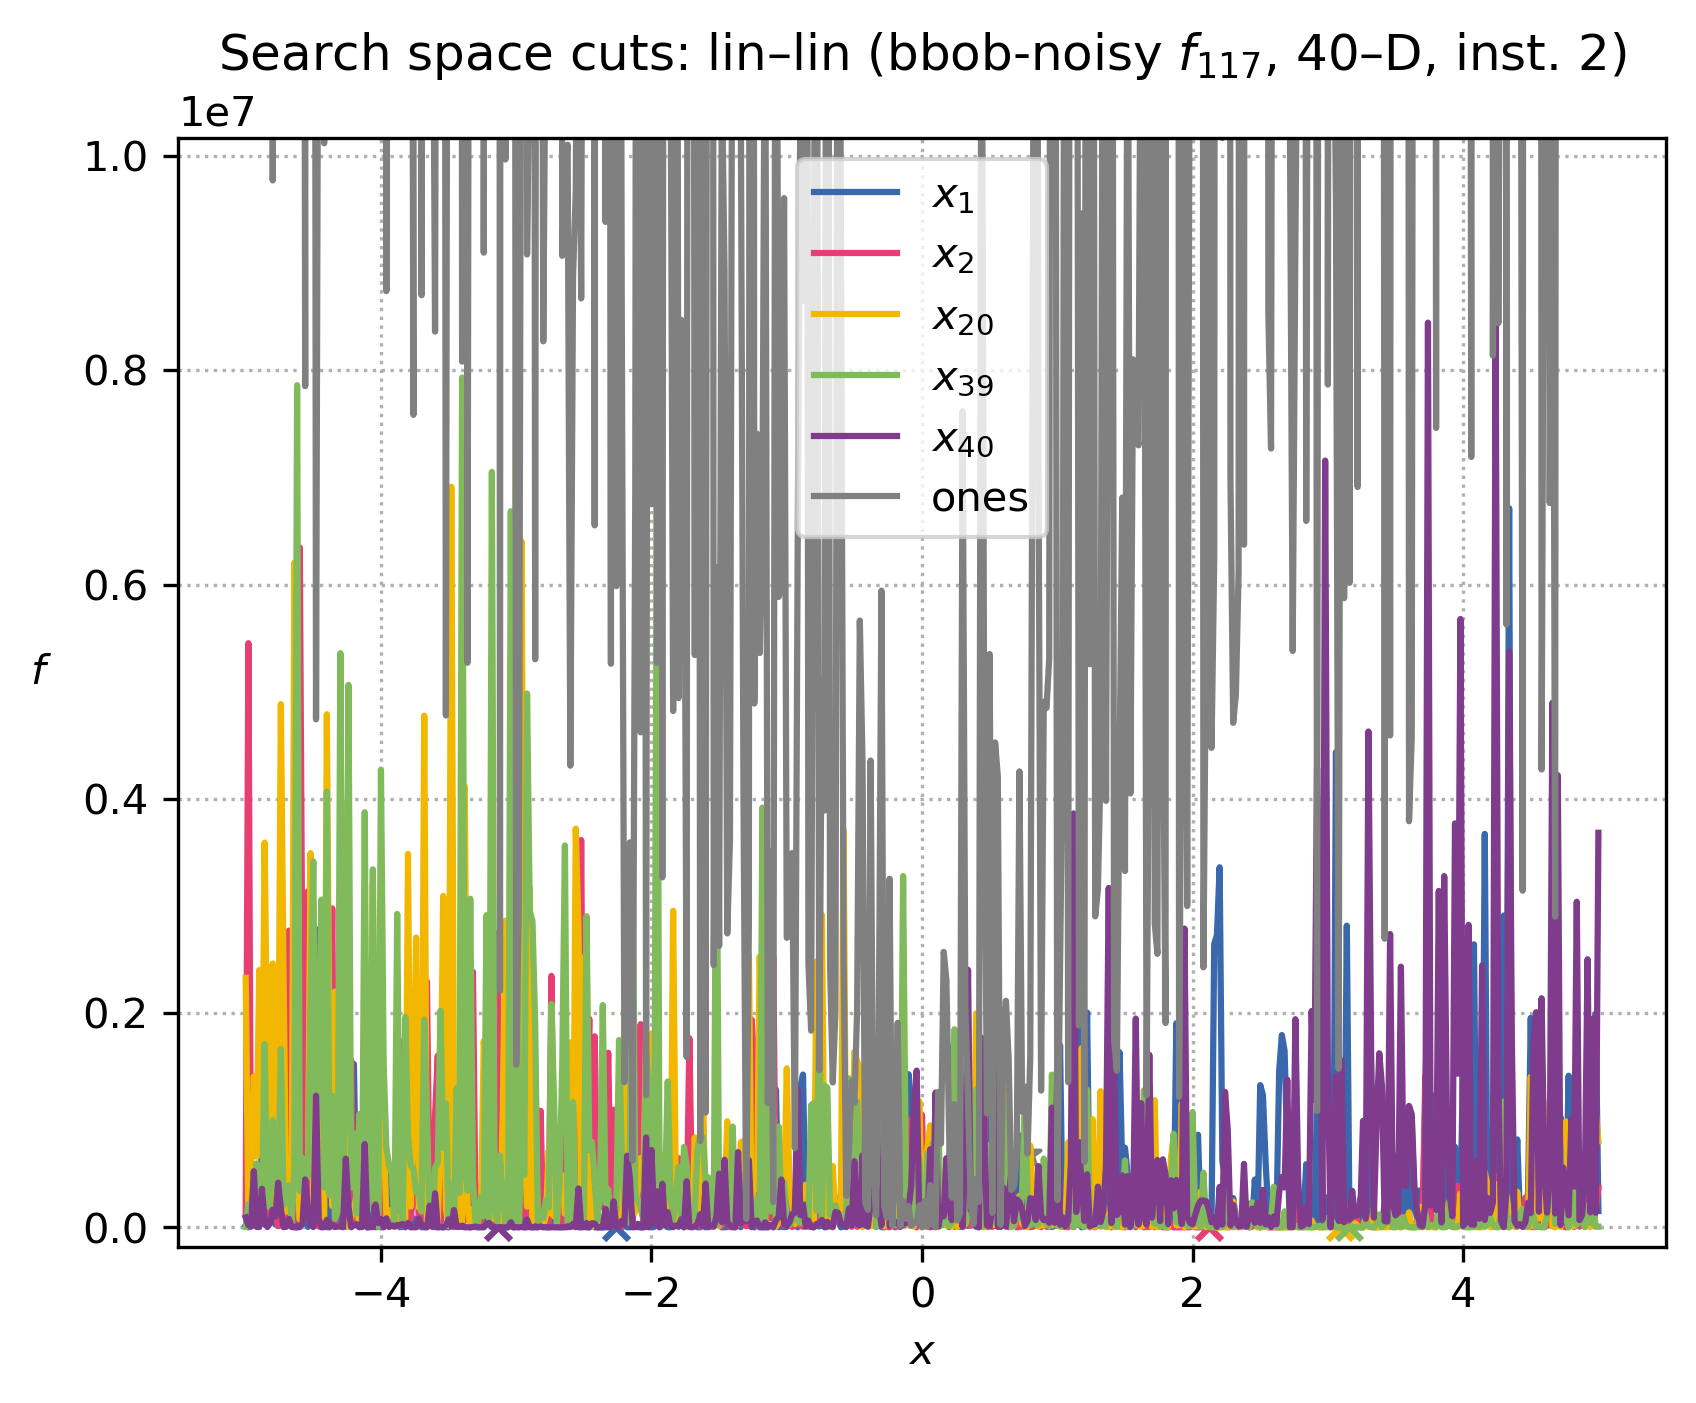 Search space cuts: lin–lin (bbob-noisy f₁₁₇, 40–D, inst. 2)
1e7
1.0
0.8
0.6
0.4
0.2
0.0
f
x₁
x₂
x₂₀
x₃₉
x₄₀
ones
−4 −2 0 2 4
x